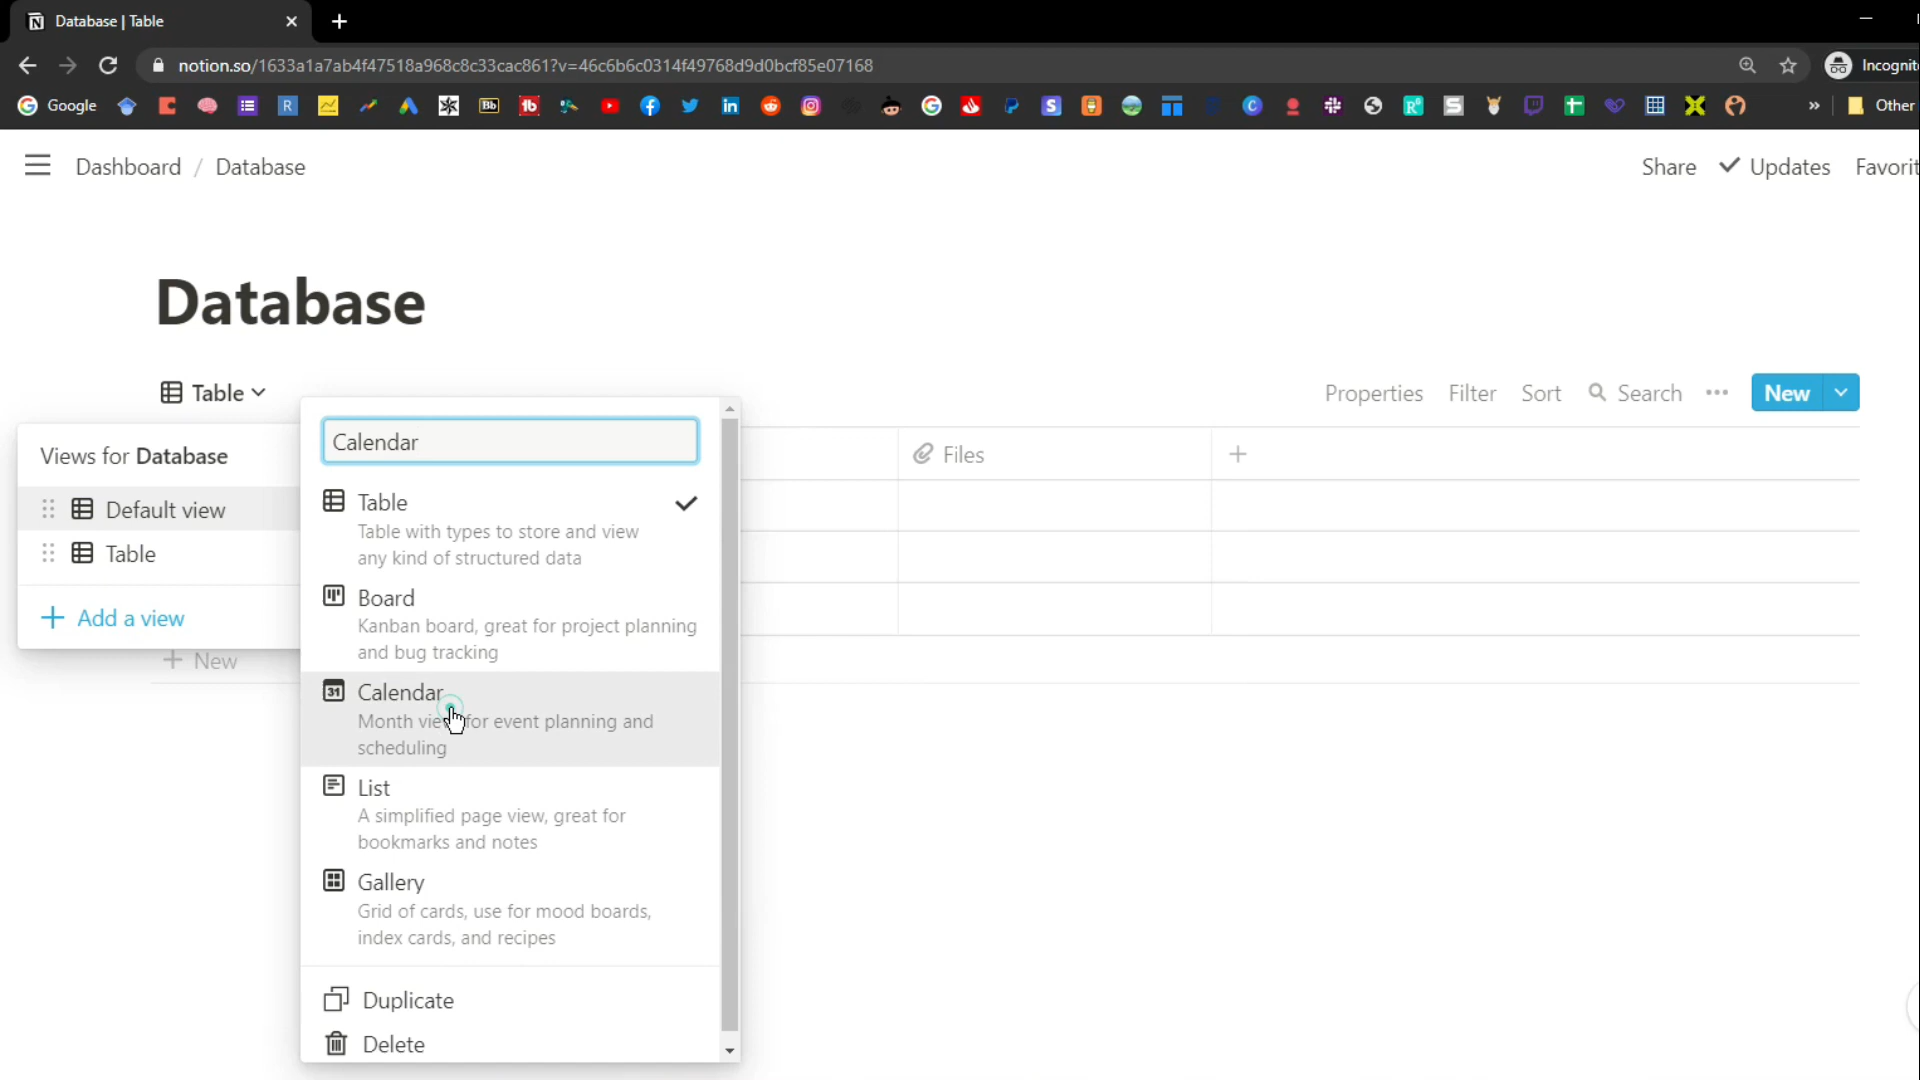 Database | Table
notion.so/1633a1a7ab4f47518a968c8c33cac861?v=46c6b6c0314f49768d9d0bcf85e07168
Incognit
Google
Other
Dashboard / Database
Share
Updates
Favorit
Database
Table
Properties
Filter
Sort
Search
New
Views for Database
Default view
Table
Add a view
New
Calendar
Table
Table with types to store and view
any kind of structured data
Board
Kanban board, great for project planning
and bug tracking
Calendar
Month view for event planning and
scheduling
List
A simplified page view, great for
bookmarks and notes
Gallery
Grid of cards, use for mood boards,
index cards, and recipes
Duplicate
Delete
Files